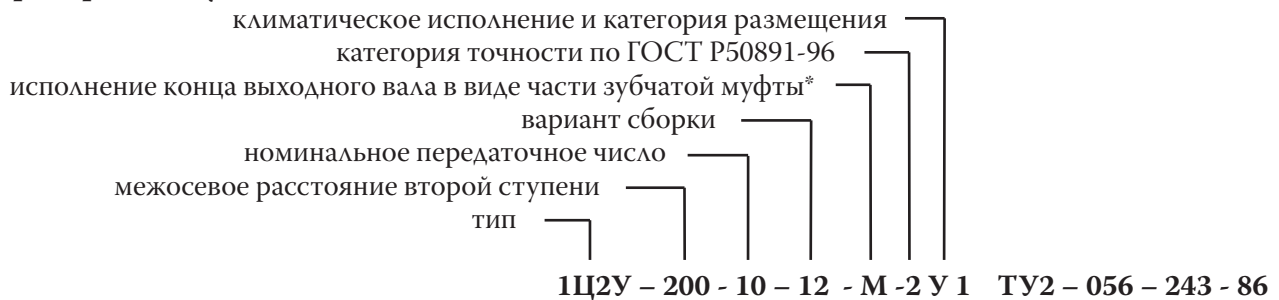 климатическое исполнение и категория размещения
категория точности по ГОСТ Р50891-96
исполнение конца выходного вала в виде части зубчатой муфты*
вариант сборки
номинальное передаточное число
межосевое расстояние второй ступени
тип
1Ц2У – 200 - 10 – 12 - М -2 У 1 ТУ2 – 056 – 243 - 86